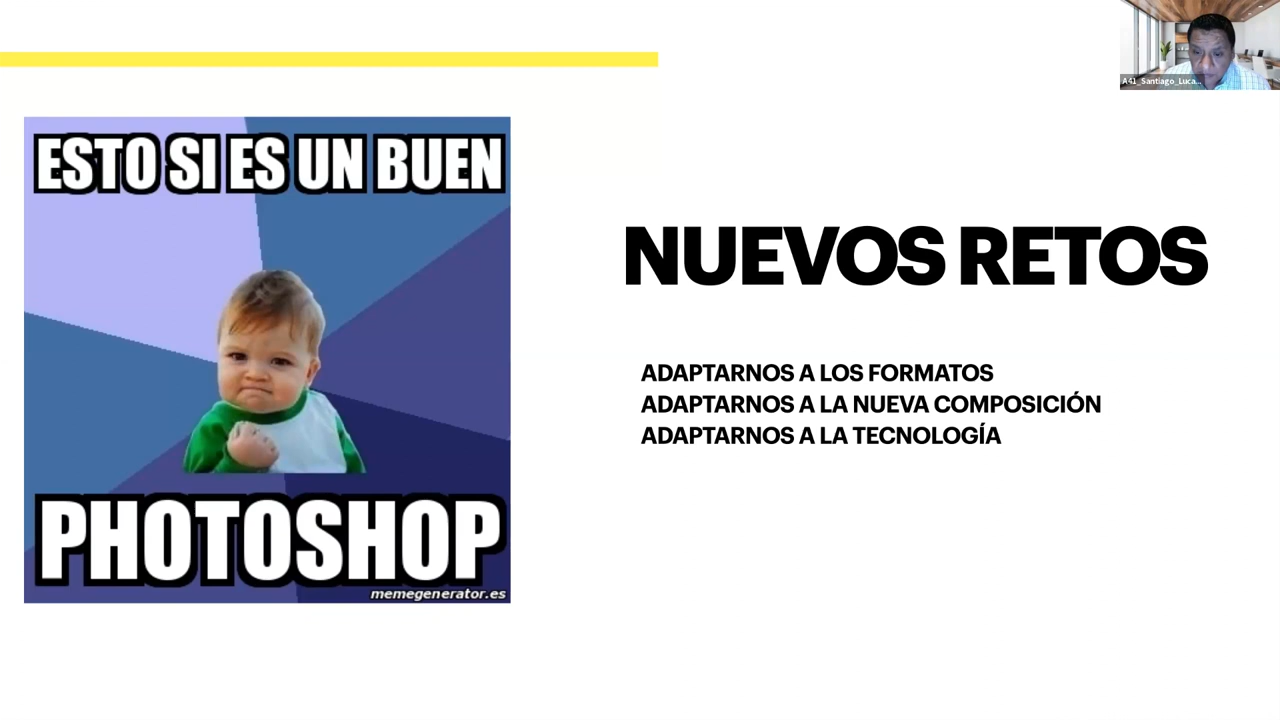 A41_Santiago_Luca...
ESTO SI ES UN BUEN
PHOTOSHOP
memegenerator.es
NUEVOS RETOS
ADAPTARNOS A LOS FORMATOS
ADAPTARNOS A LA NUEVA COMPOSICIÓN
ADAPTARNOS A LA TECNOLOGÍA